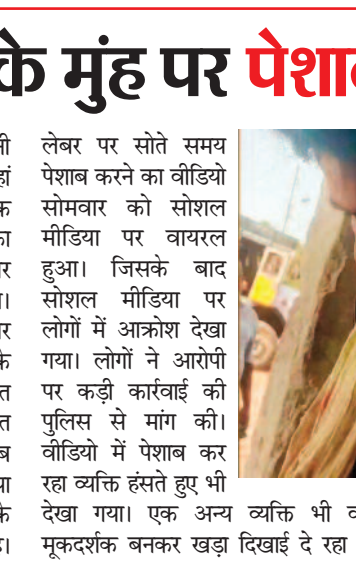 के मुंह पर
लेबर पर सोते समय
पेशाब करने का वीडियो
सोमवार को सोशल
मीडिया पर वायरल
हुआ। जिसके बाद
सोशल मीडिया पर
लोगों में आक्रोश देखा
गया। लोगों ने आरोपी
पर कड़ी कार्रवाई की
पुलिस से मांग की।
वीडियो में पेशाब कर
रहा व्यक्ति हंसते हुए भी
देखा गया। एक अन्य व्यक्ति भी
मूकदर्शक बनकर खड़ा दिखाई दे रहा